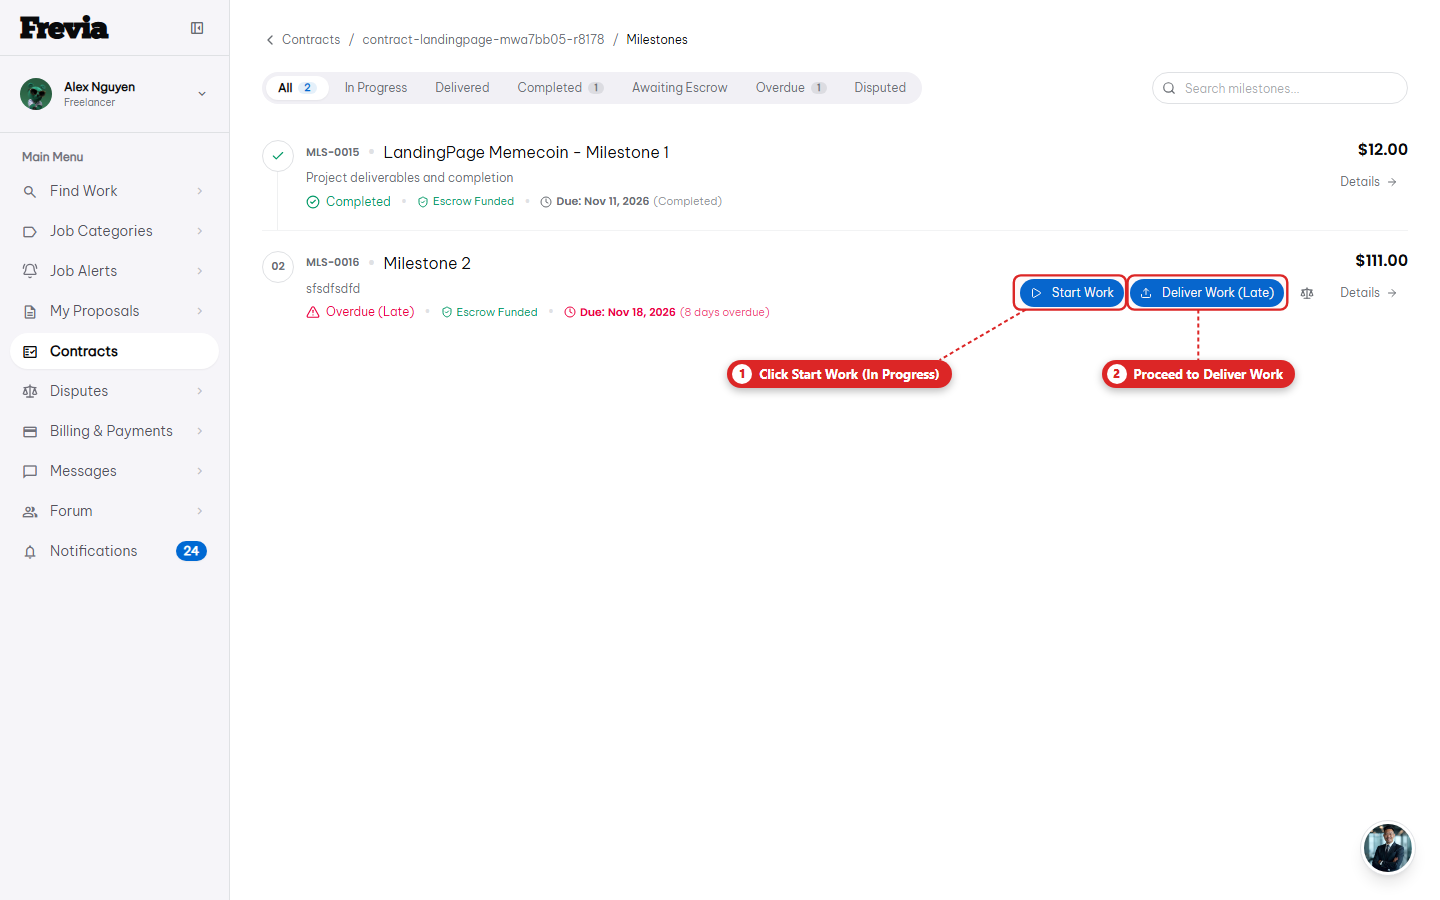 Frevia
Alex Nguyen
Freelancer
Main Menu
Find Work
Job Categories
Job Alerts
My Proposals
Contracts
Disputes
Billing & Payments
Messages
Forum
Notifications 24
Contracts / contract-landingpage-mwa7bb05-r8178 / Milestones
All 2 In Progress Delivered Completed 1 Awaiting Escrow Overdue 1 Disputed
Search milestones...
MLS-0015 LandingPage Memecoin - Milestone 1 $12.00
Project deliverables and completion Details
Completed Escrow Funded Due: Nov 11, 2026 (Completed)
02 MLS-0016 Milestone 2 $111.00
sfsdfsdfd Start Work Deliver Work (Late) Details
Overdue (Late) Escrow Funded Due: Nov 18, 2026 (8 days overdue)
1 Click Start Work (In Progress) 2 Proceed to Deliver Work